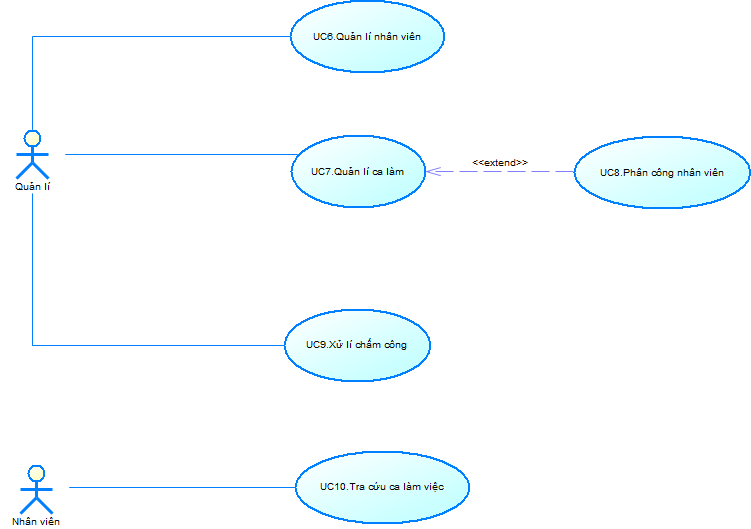 UC6.Quản lí nhân viên
UC7.Quản lí ca làm
<<extend>>
UC8.Phân công nhân viên
Quản lí
UC9.Xử lí chấm công
UC10.Tra cứu ca làm việc
Nhân viên